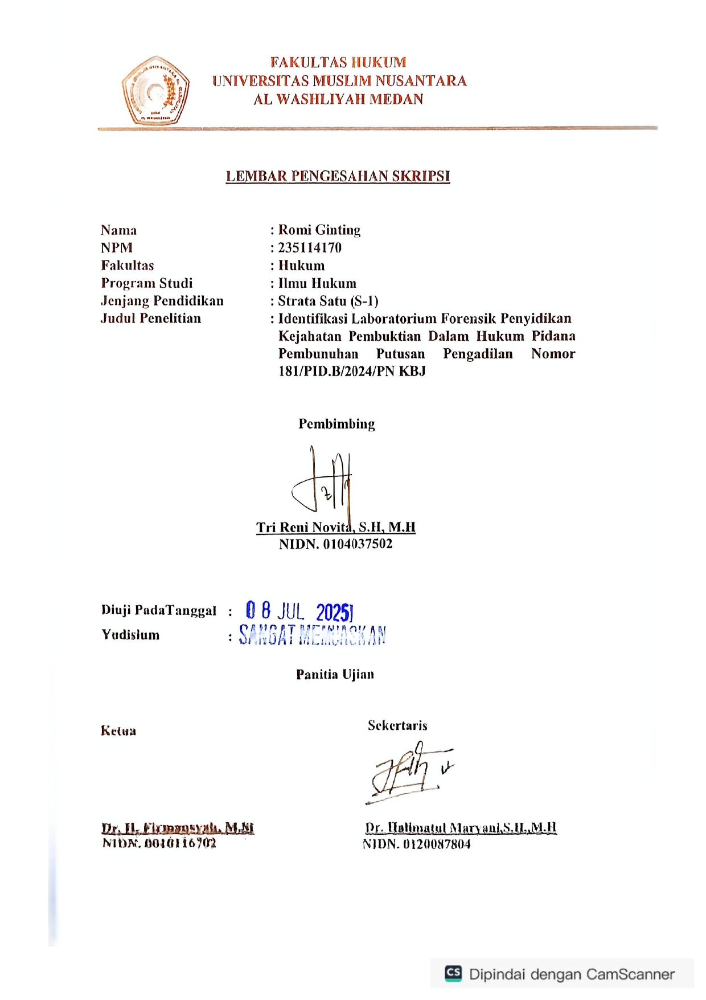 FAKULTAS HUKUM
UNIVERSITAS MUSLIM NUSANTARA
AL WASHLIYAH MEDAN
LEMBAR PENGESAHAN SKRIPSI
Nama : Romi Ginting
NPM : 235114170
Fakultas : Hukum
Program Studi : Ilmu Hukum
Jenjang Pendidikan : Strata Satu (S-1)
Judul Penelitian : Identifikasi Laboratorium Forensik Penyidikan
Kejahatan Pembuktian Dalam Hukum Pidana
Pembunuhan Putusan Pengadilan Nomor
181/PID.B/2024/PN KBJ
Pembimbing
Tri Reni Novita, S.H, M.H
NIDN. 0104037502
Diuji PadaTanggal : 08 JUL 2025
Yudisium : SANGAT MEMUASKAN
Panitia Ujian
Ketua
Sekertaris
Dr. H. Firmansyah, M.Si
NIDN.
Dr. Halimatul Maryani,S.H.,M.H
NIDN. 0120087804
CS Dipindai dengan CamScanner